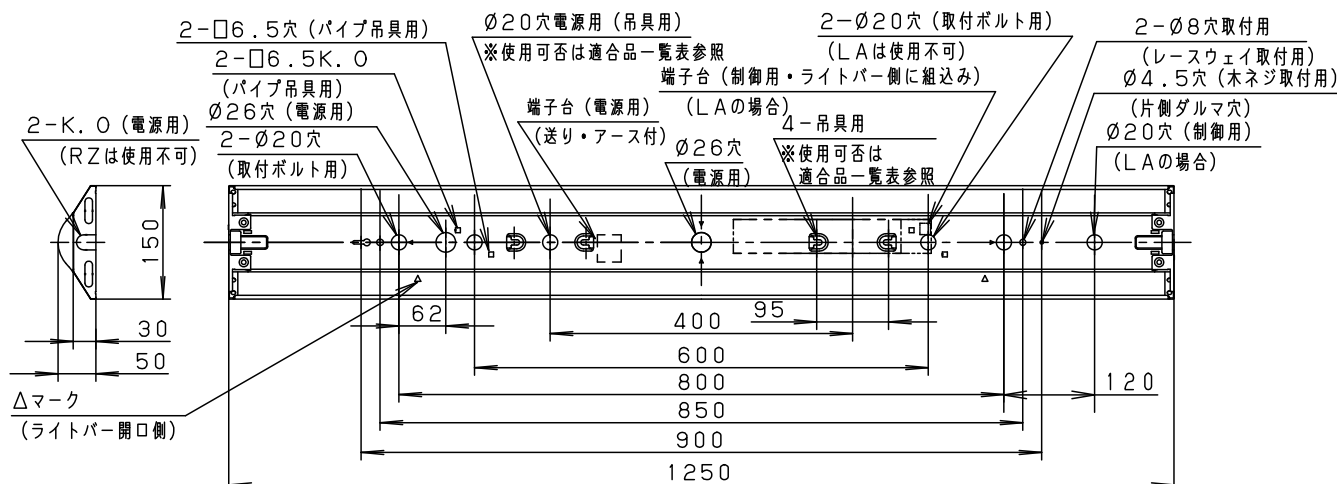 2-□6.5穴（パイプ吊具用）
2-□6.5K.O
（パイプ吊具用）
Ø26穴（電源用）
2-K.O（電源用）
（RZは使用不可）
2-Ø20穴
（取付ボルト用）
Ø20穴電源用（吊具用）
※使用可否は適合品一覧表参照
端子台（電源用）
（送り・アース付）
Ø26穴
（電源用）
2-Ø20穴（取付ボルト用）
（LAは使用不可）
端子台（制御用・ライトバー側に組込み）
（LAの場合）
4-吊具用
※使用可否は
適合品一覧表参照
2-Ø8穴取付用
（レースウェイ取付用）
Ø4.5穴（木ネジ取付用）
（片側ダルマ穴）
Ø20穴（制御用）
（LAの場合）
150
30
50
62
95
400
600
800
120
850
900
1250
△マーク
（ライトバー開口側）